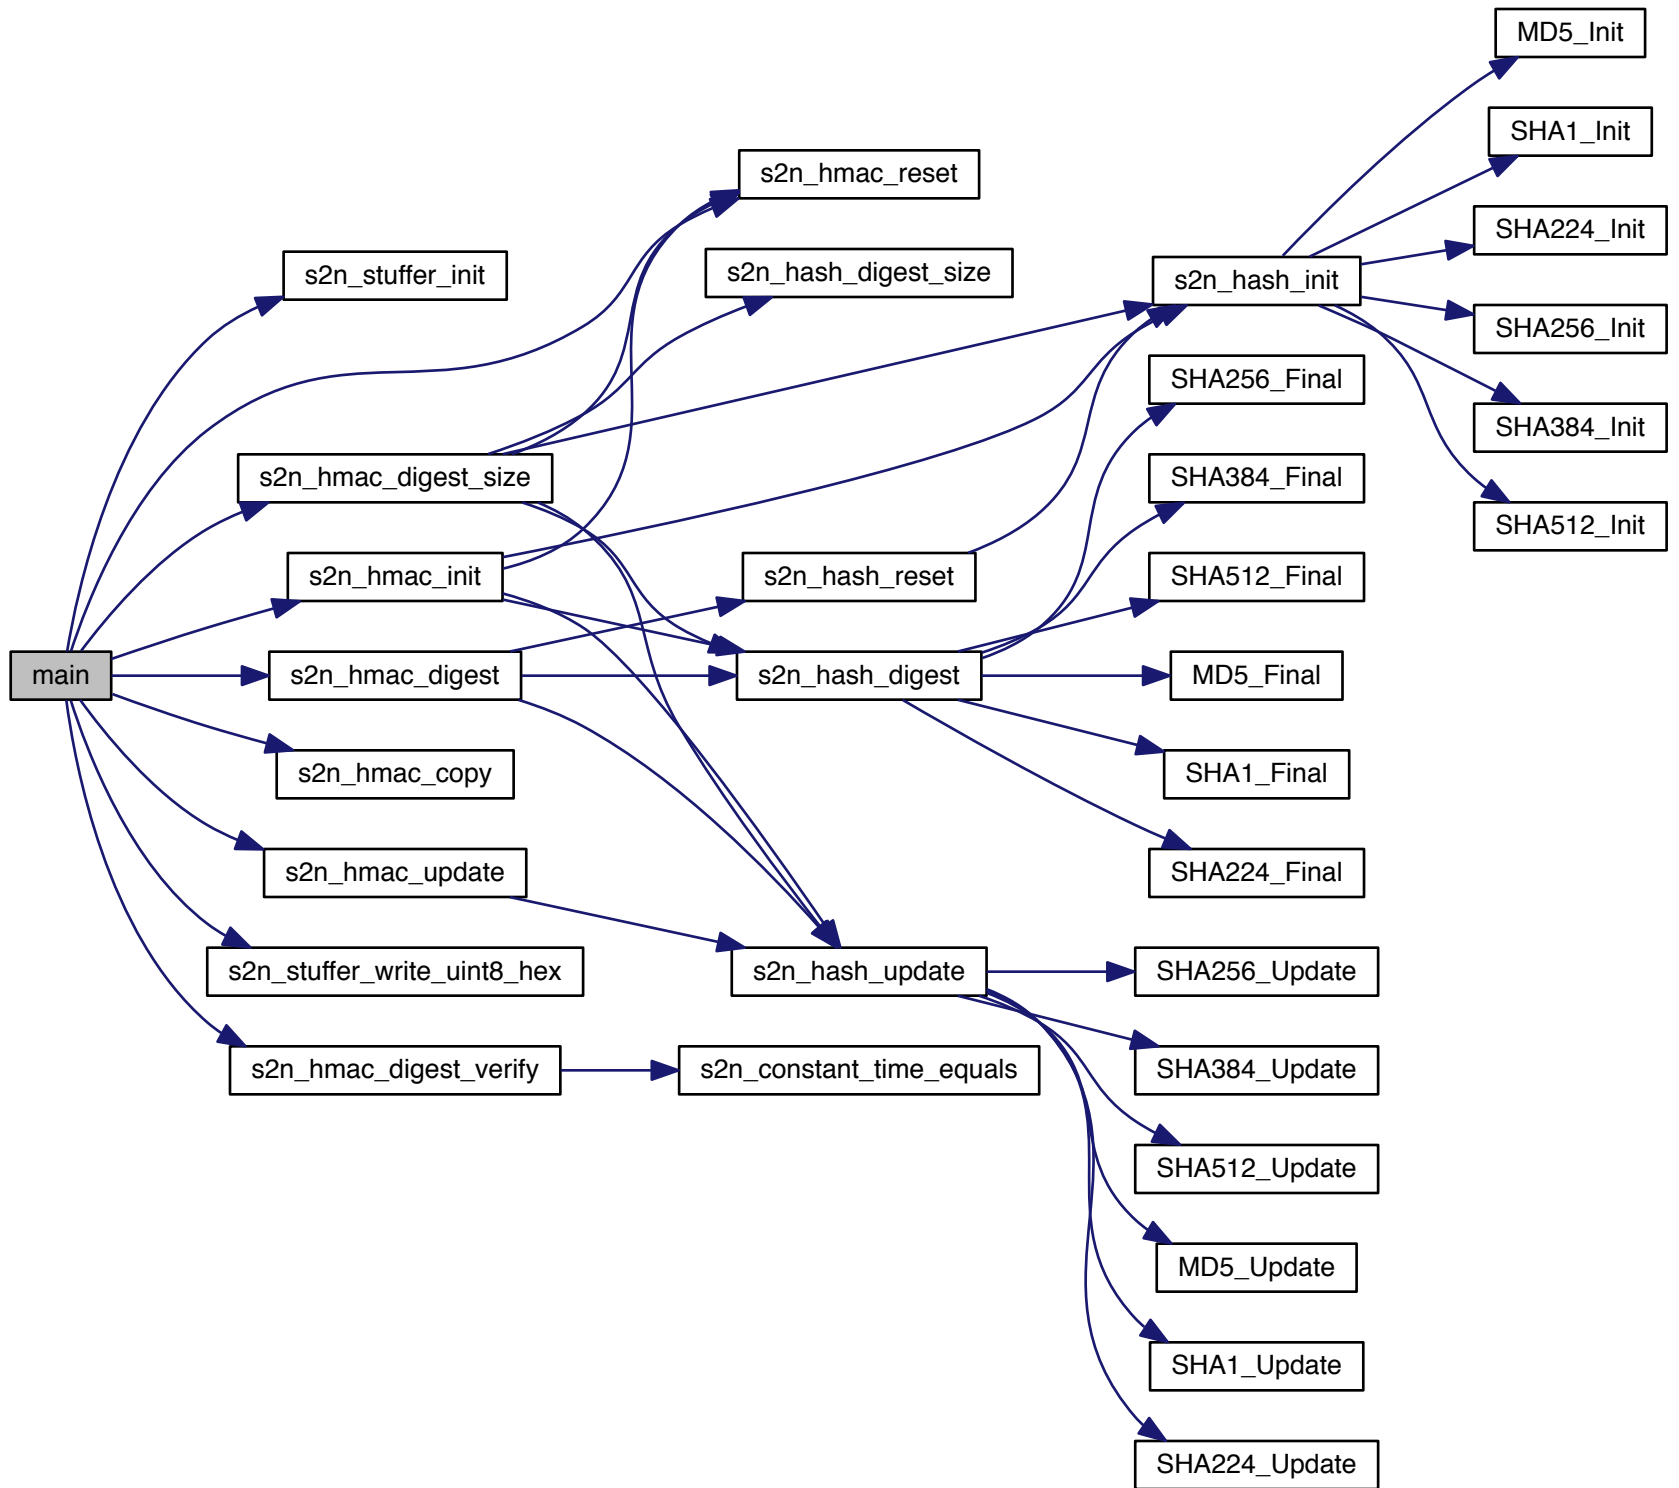 MD5_Init
SHA1_Init
s2n_hmac_reset
SHA224_Init
s2n_stuffer_init
s2n_hash_digest_size
s2n_hash_init
SHA256_Init
SHA256_Final
SHA384_Init
s2n_hmac_digest_size
SHA384_Final
SHA512_Init
s2n_hmac_init
s2n_hash_reset
SHA512_Final
main
s2n_hmac_digest
s2n_hash_digest
MD5_Final
s2n_hmac_copy
SHA1_Final
s2n_hmac_update
SHA224_Final
s2n_stuffer_write_uint8_hex
s2n_hash_update
SHA256_Update
s2n_hmac_digest_verify
s2n_constant_time_equals
SHA384_Update
SHA512_Update
MD5_Update
SHA1_Update
SHA224_Update